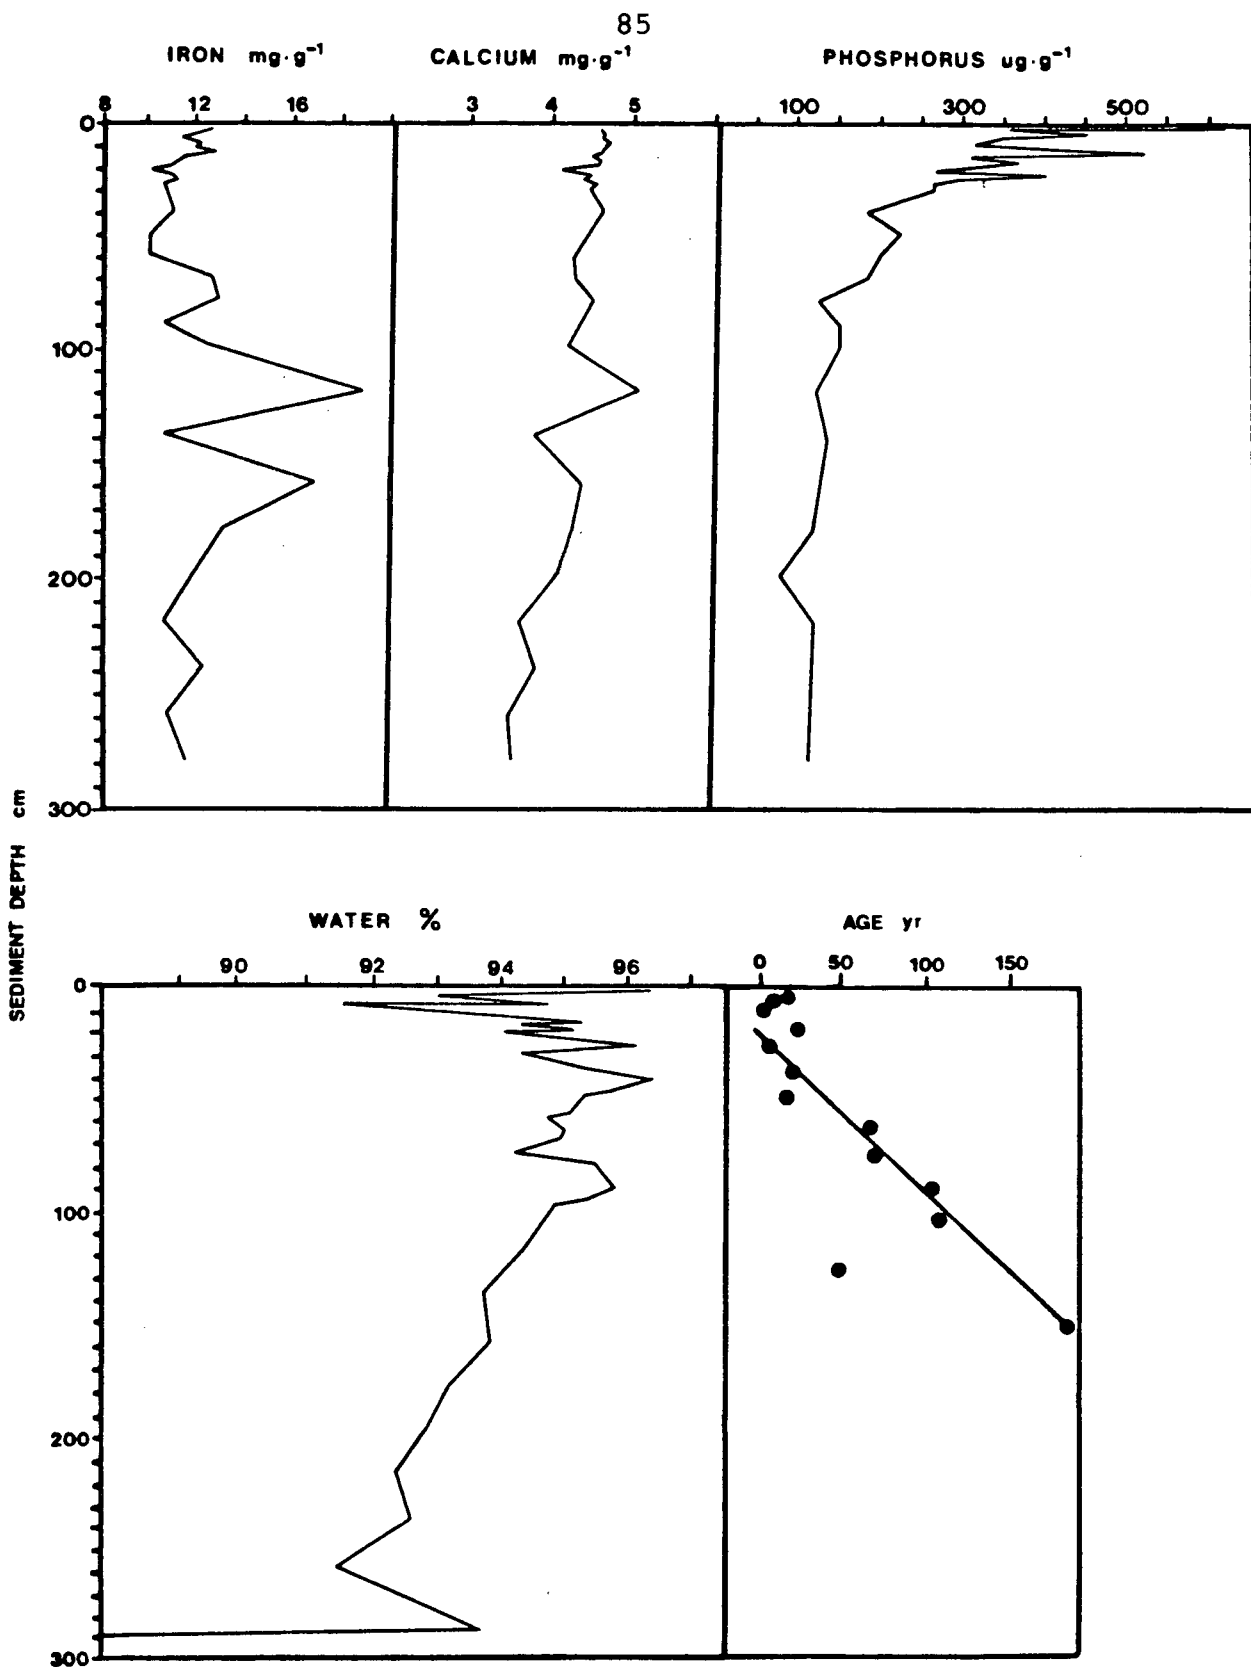 85
IRON mg·g⁻¹ CALCIUM mg·g⁻¹ PHOSPHORUS ug·g⁻¹
8 12 16 3 4 5 100 300 500
0
100
200
300
SEDIMENT DEPTH cm
WATER % AGE yr
90 92 94 96 0 50 100 150
0
100
200
300